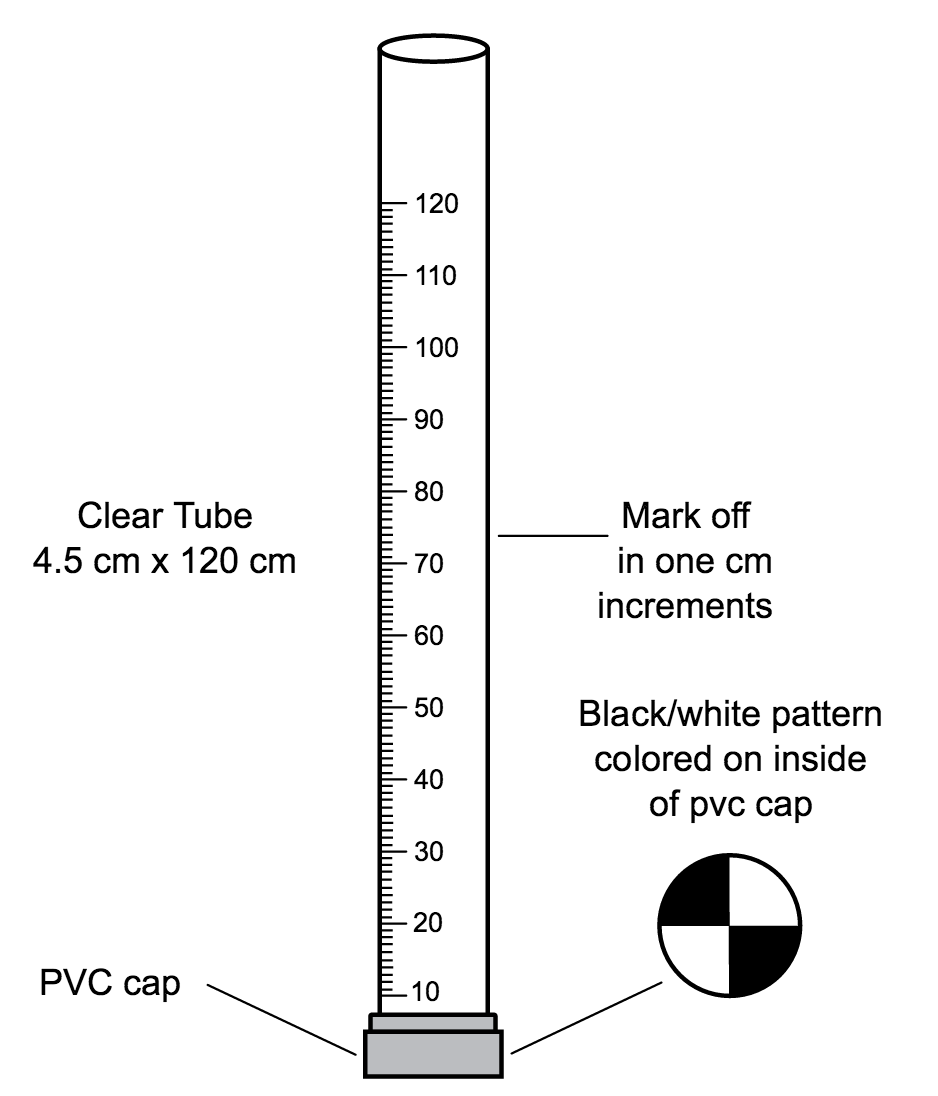 120
110
100
90
80
Clear Tube
4.5 cm x 120 cm
Mark off
in one cm
increments
70
60
50
Black/white pattern
colored on inside
of pvc cap
40
30
20
PVC cap
10